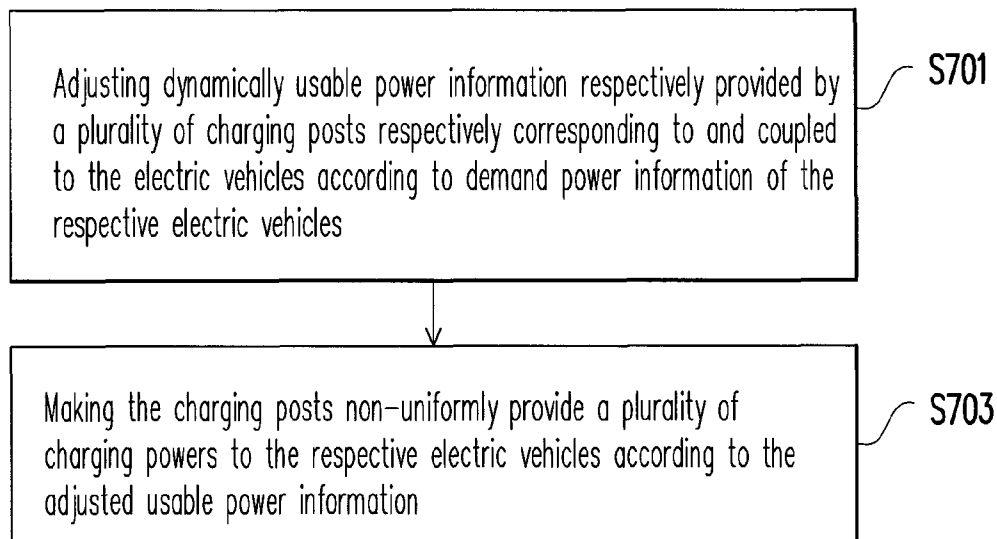 Adjusting dynamically usable power information respectively provided by
a plurality of charging posts respectively corresponding to and coupled
to the electric vehicles according to demand power information of the
respective electric vehicles
S701
Making the charging posts non-uniformly provide a plurality of
charging powers to the respective electric vehicles according to the
adjusted usable power information
S703